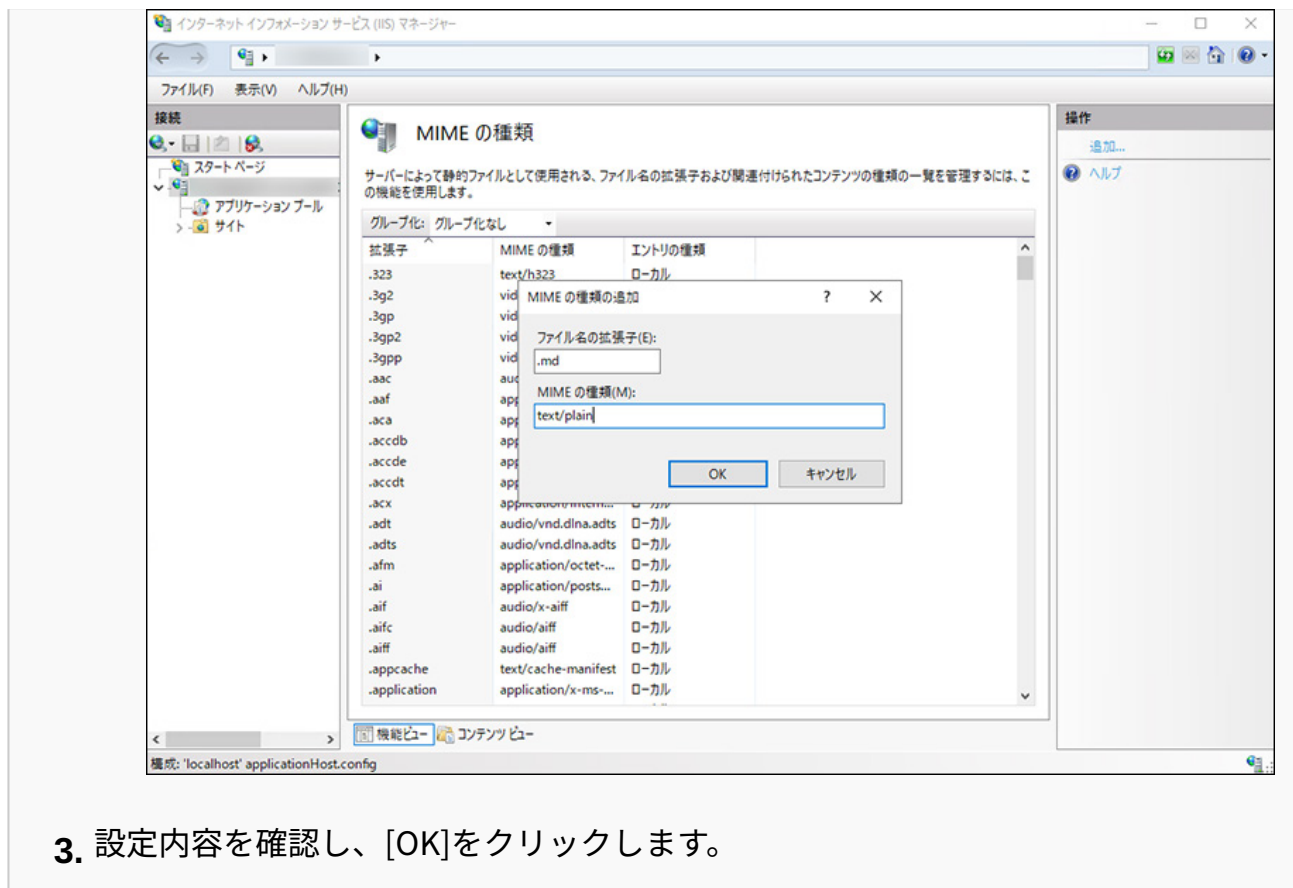 インターネット インフォメーション サービス (IIS) マネージャー
ファイル(F) 表示(V) ヘルプ(H)
接続
スタート ページ
アプリケーション プール
サイト
MIME の種類
サーバーによって静的ファイルとして使用される、ファイル名の拡張子および関連付けられたコンテンツの種類の一覧を管理するには、こ
の機能を使用します。
グループ化: グループ化なし
拡張子 MIME の種類 エントリの種類
.323 text/h323 ローカル
.3g2 vid
.3gp vid
.3gp2 vid
.3gpp vid
.aac
.aaf
.aca
.accdb
.accde
.accdt
.acx
.adt audio/vnd.dlna.adts ローカル
.adts audio/vnd.dlna.adts ローカル
.afm application/octet-... ローカル
.ai application/posts... ローカル
.aif audio/x-aiff ローカル
.aifc audio/aiff ローカル
.aiff audio/aiff ローカル
.appcache text/cache-manifest ローカル
.application application/x-ms-... ローカル
MIME の種類の追加 ?
ファイル名の拡張子(E):
.md
MIME の種類(M):
text/plain
OK キャンセル
機能ビュー コンテンツ ビュー
操作
追加...
ヘルプ
構成: 'localhost' applicationHost.config
3. 設定内容を確認し、[OK]をクリックします。